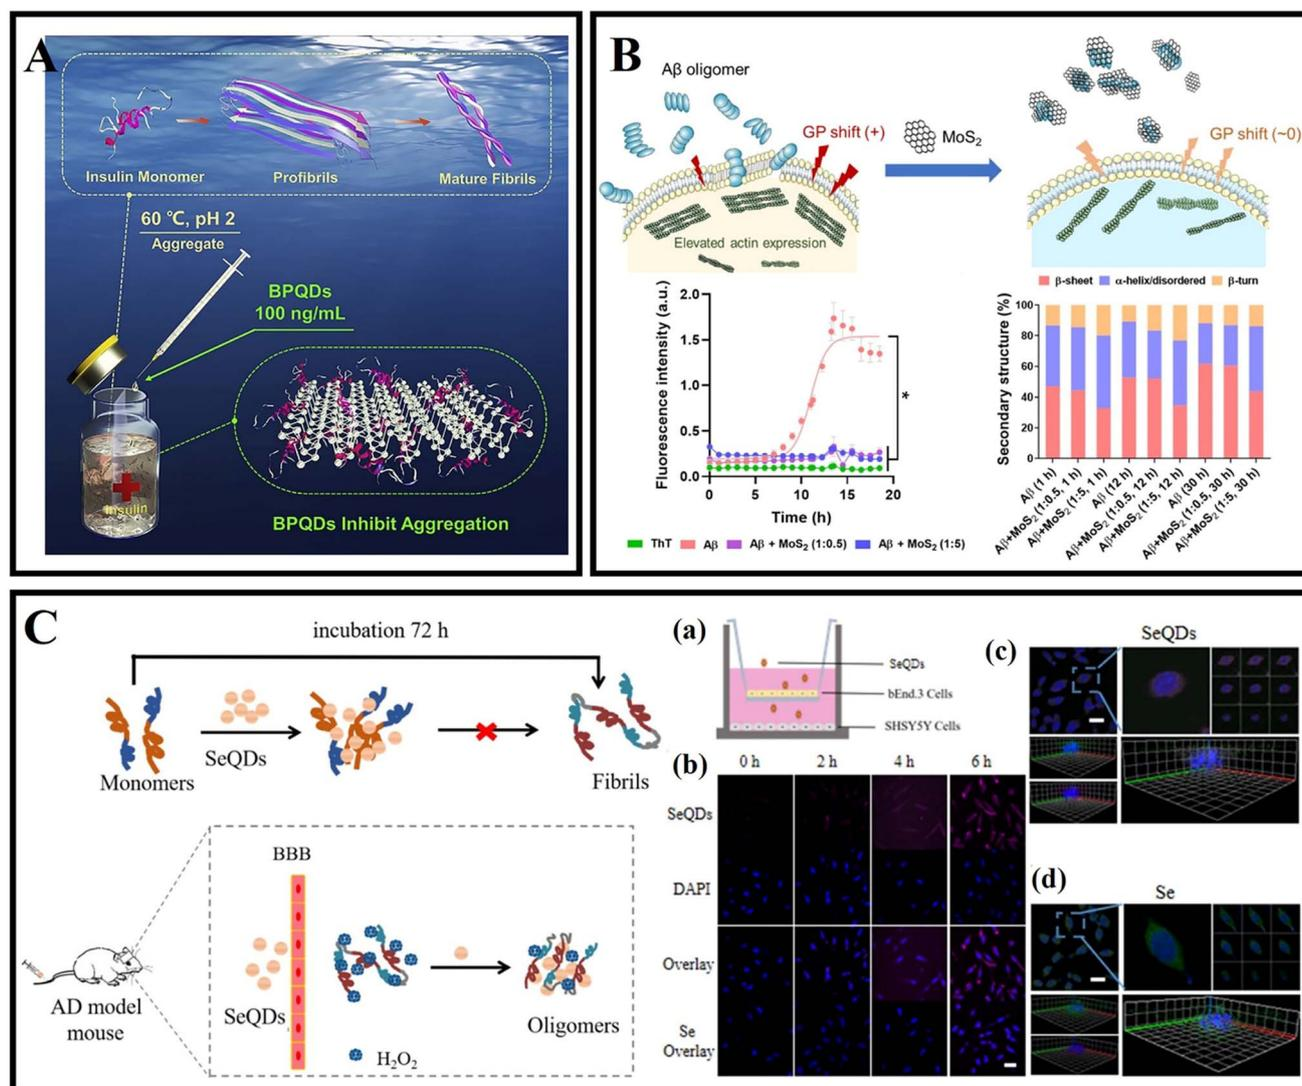 A
Insulin Monomer
Profibrils
Mature Fibrils
60 ℃, pH 2
Aggregate
BPQDs
100 ng/mL
Insulin
BPQDs Inhibit Aggregation
B
Aβ oligomer
GP shift (+)
MoS2
GP shift (~0)
Elevated actin expression
Fluorescence intensity (a.u.)
2.0
1.5
1.0
0.5
0.0
*
0 5 10 15 20
Time (h)
ThT Aβ Aβ + MoS2 (1:0.5) Aβ + MoS2 (1:5)
β-sheet α-helix/disordered β-turn
Secondary structure (%)
100
80
60
40
20
0
Aβ (1 h)
Aβ+MoS2 (1:0.5, 1 h)
Aβ+MoS2 (1:5, 1 h)
Aβ (12 h)
Aβ+MoS2 (1:0.5, 12 h)
Aβ+MoS2 (1:5, 12 h)
Aβ (30 h)
Aβ+MoS2 (1:0.5, 30 h)
Aβ+MoS2 (1:5, 30 h)
C
incubation 72 h
SeQDs
Monomers
Fibrils
BBB
AD model
mouse
SeQDs
H2O2
Oligomers
(a)
SeQDs
bEnd.3 Cells
SHSY5Y Cells
(b)
0 h 2 h 4 h 6 h
SeQDs
DAPI
Overlay
Se
Overlay
(c)
SeQDs
(d)
Se